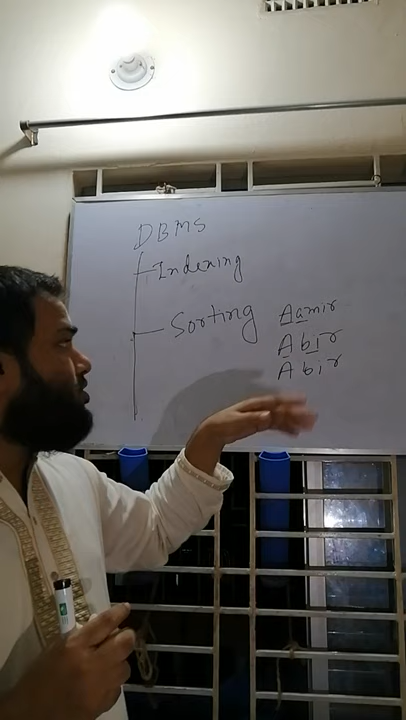 DBMS
Indexing
Sorting
Aamir
Abir
Abir